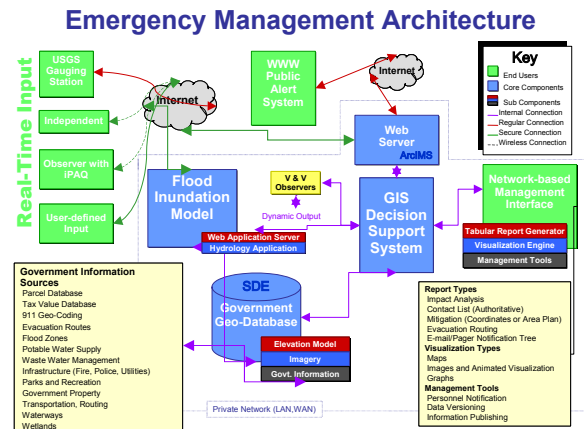 Emergency Management Architecture
Real-Time Input
USGS
Gauging
Station
Independent
Observer with
iPAQ
User-defined
Input
Internet
WWW
Public
Alert
System
Internet
Key
End Users
Core Components
Sub Components
Internal Connection
Regular Connection
Secure Connection
Wireless Connection
Web
Server
ArcIMS
Flood
Inundation
Model
Web Application Server
Hydrology Application
V & V
Observers
Dynamic Output
GIS
Decision
Support
System
Network-based
Management
Interface
Tabular Report Generator
Visualization Engine
Management Tools
SDE
Government
Geo-Database
Elevation Model
Imagery
Govt. Information
Government Information
Sources
Parcel Database
Tax Value Database
911 Geo-Coding
Evacuation Routes
Flood Zones
Potable Water Supply
Waste Water Management
Infrastructure (Fire, Police, Utilities)
Parks and Recreation
Government Property
Transportation, Routing
Waterways
Wetlands
Report Types
Impact Analysis
Contact List (Authoritative)
Mitigation (Coordinates or Area Plan)
Evacuation Routing
E-mail/Pager Notification Tree
Visualization Types
Maps
Images and Animated Visualization
Graphs
Management Tools
Personnel Notification
Data Versioning
Information Publishing
Private Network (LAN,WAN)